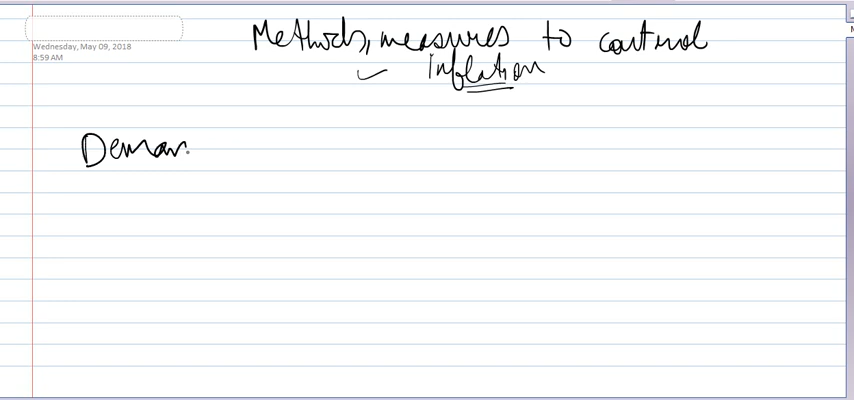 Methods, measures to control
inflation
Wednesday, May 09, 2018
8:59 AM
Deman